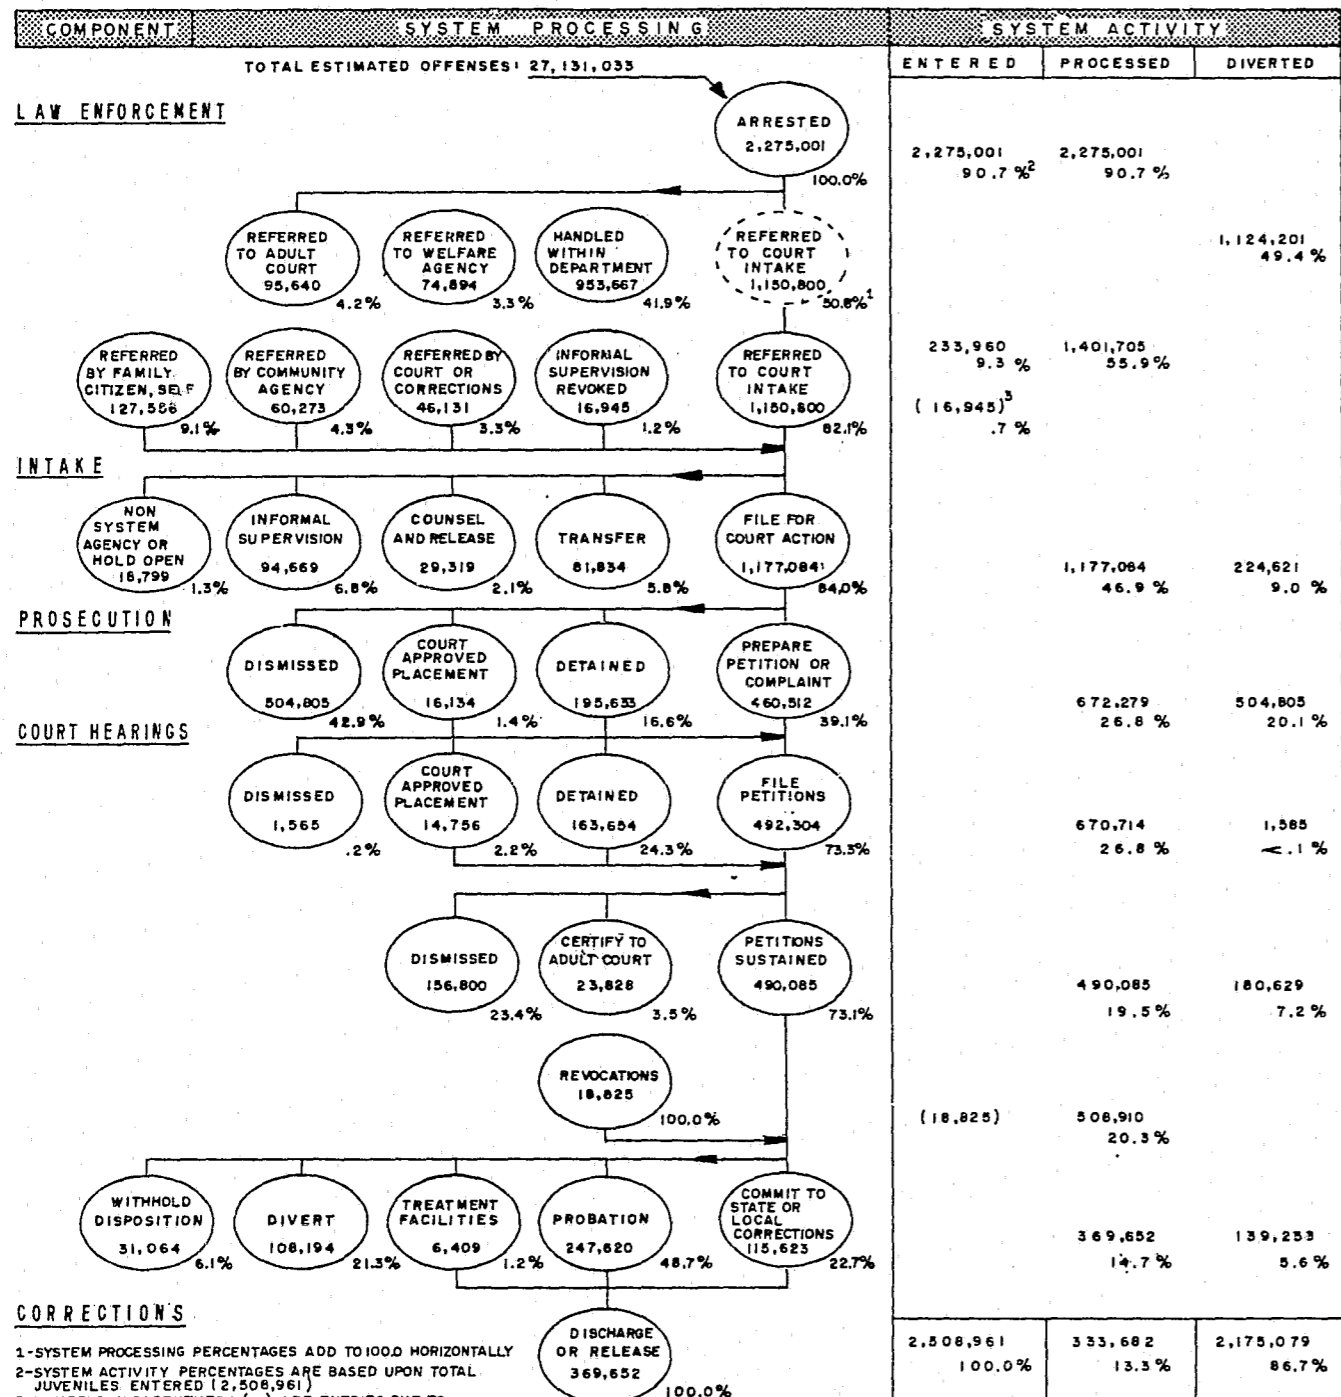 COMPONENT SYSTEM PROCESSING SYSTEM ACTIVITY
TOTAL ESTIMATED OFFENSES: 27,131,033
ENTERED PROCESSED DIVERTED
LAW ENFORCEMENT
ARRESTED
2,275,001
100.0%
2,275,001 2,275,001
90.7%2 90.7%
REFERRED
TO ADULT
COURT
95,640
4.2%
REFERRED
TO WELFARE
AGENCY
74,894
3.3%
HANDLED
WITHIN
DEPARTMENT
953,667
41.9%
REFERRED
TO COURT
INTAKE
1,150,800
50.6%1
1,124,201
49.4%
REFERRED
BY FAMILY,
CITIZEN, SELF
127,556
9.1%
REFERRED
BY COMMUNITY
AGENCY
60,273
4.3%
REFERRED BY
COURT OR
CORRECTIONS
46,131
3.3%
INFORMAL
SUPERVISION
REVOKED
16,945
1.2%
REFERRED
TO COURT
INTAKE
1,150,800
82.1%
233,960 1,401,705
9.3% 55.9%
(16,945)3
.7%
INTAKE
NON
SYSTEM
AGENCY OR
HOLD OPEN
18,799
1.3%
INFORMAL
SUPERVISION
94,669
6.8%
COUNSEL
AND RELEASE
29,319
2.1%
TRANSFER
81,834
5.8%
FILE FOR
COURT ACTION
1,177,084
84.0%
1,177,084 224,621
46.9% 9.0%
PROSECUTION
DISMISSED
504,805
42.9%
COURT
APPROVED
PLACEMENT
16,134
1.4%
DETAINED
195,633
16.6%
PREPARE
PETITION OR
COMPLAINT
460,512
39.1%
672,279 504,805
26.8% 20.1%
COURT HEARINGS
DISMISSED
1,565
.2%
COURT
APPROVED
PLACEMENT
14,756
2.2%
DETAINED
163,654
24.3%
FILE
PETITIONS
492,304
73.3%
670,714 1,585
26.8% <.1%
DISMISSED
156,800
23.4%
CERTIFY TO
ADULT COURT
23,828
3.5%
PETITIONS
SUSTAINED
490,085
73.1%
490,085 180,629
19.5% 7.2%
REVOCATIONS
18,825
100.0%
(18,825) 508,910
20.3%
WITHHOLD
DISPOSITION
31,064
6.1%
DIVERT
108,194
21.3%
TREATMENT
FACILITIES
6,409
1.2%
PROBATION
247,620
48.7%
COMMIT TO
STATE OR
LOCAL
CORRECTIONS
115,623
22.7%
369,652 139,253
14.7% 5.6%
CORRECTIONS
DISCHARGE
OR RELEASE
369,652
100.0%
2,508,961 333,682 2,175,079
100.0% 13.3% 86.7%
1-SYSTEM PROCESSING PERCENTAGES ADD TO 100.0 HORIZONTALLY
2-SYSTEM ACTIVITY PERCENTAGES ARE BASED UPON TOTAL
JUVENILES ENTERED (2,508,961)